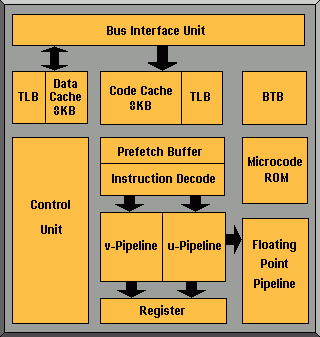 Bus Interface Unit
TLB
Data
Cache
8KB
Code Cache
8KB
TLB
BTB
Prefetch Buffer
Instruction Decode
Microcode
ROM
Control
Unit
v-Pipeline
u-Pipeline
Floating
Point
Pipeline
Register